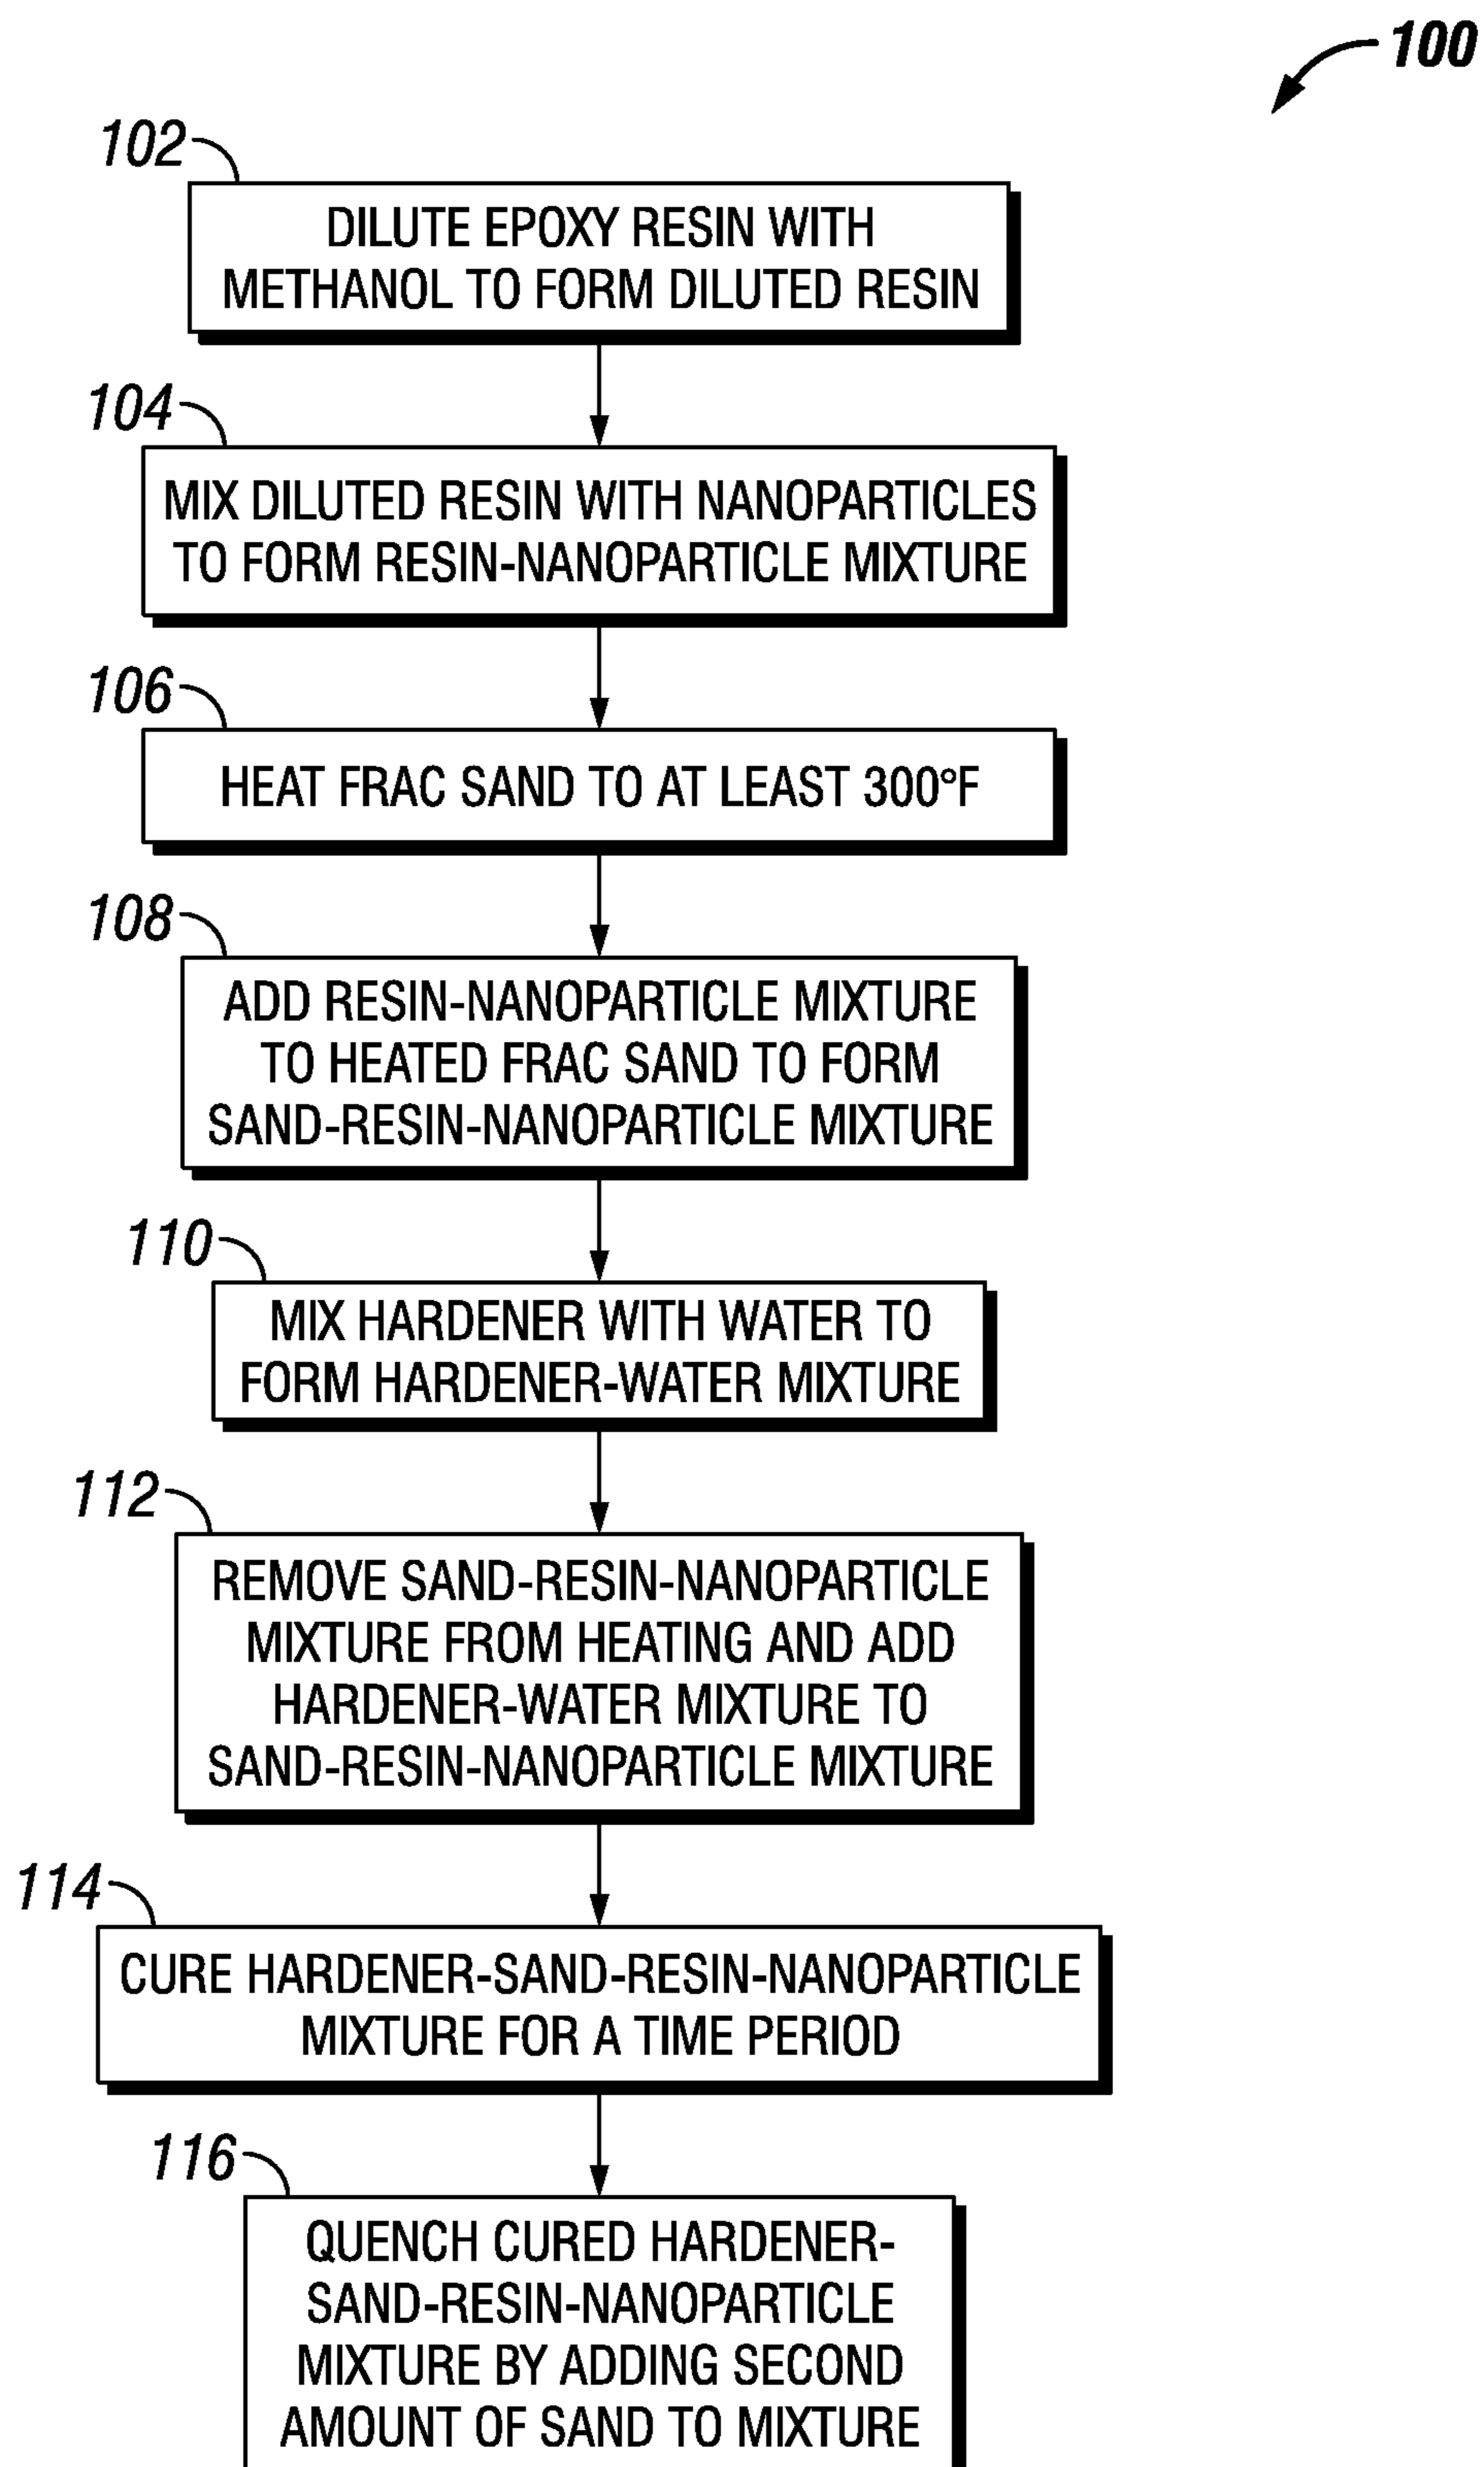 100
102
DILUTE EPOXY RESIN WITH
METHANOL TO FORM DILUTED RESIN
104
MIX DILUTED RESIN WITH NANOPARTICLES
TO FORM RESIN-NANOPARTICLE MIXTURE
106
HEAT FRAC SAND TO AT LEAST 300°F
108
ADD RESIN-NANOPARTICLE MIXTURE
TO HEATED FRAC SAND TO FORM
SAND-RESIN-NANOPARTICLE MIXTURE
110
MIX HARDENER WITH WATER TO
FORM HARDENER-WATER MIXTURE
112
REMOVE SAND-RESIN-NANOPARTICLE
MIXTURE FROM HEATING AND ADD
HARDENER-WATER MIXTURE TO
SAND-RESIN-NANOPARTICLE MIXTURE
114
CURE HARDENER-SAND-RESIN-NANOPARTICLE
MIXTURE FOR A TIME PERIOD
116
QUENCH CURED HARDENER-
SAND-RESIN-NANOPARTICLE
MIXTURE BY ADDING SECOND
AMOUNT OF SAND TO MIXTURE